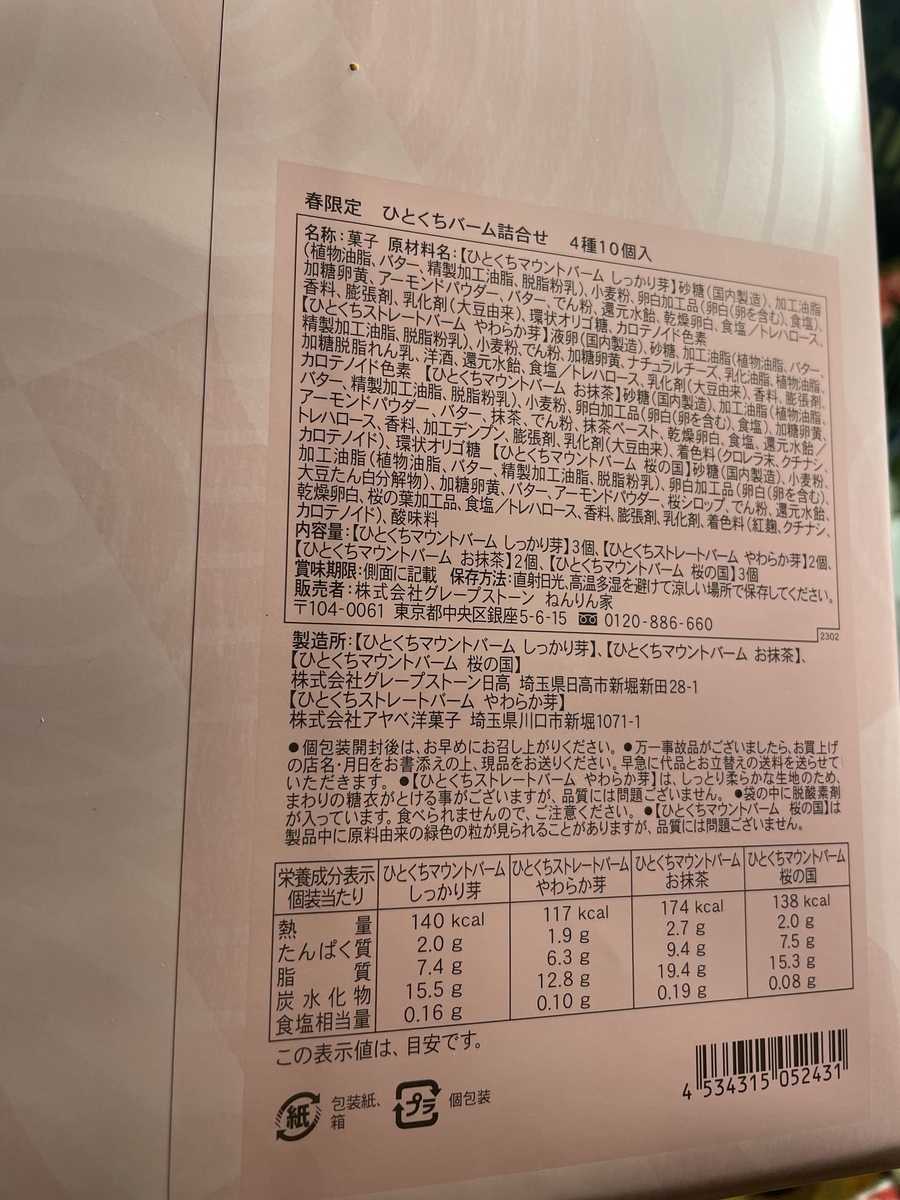 春限定 ひとくちバーム詰合せ 4種10個入
名称:菓子 原材料名:【ひとくちマウントバーム しっかり芽】砂糖(国内製造)、加工油脂
(植物油脂、バター、精製加工油脂、脱脂粉乳)、小麦粉、卵白加工品(卵白(卵を含む)、食塩)、
加糖卵黄、アーモンドパウダー、バター、でん粉、還元水飴、乾燥卵白、食塩/トレハロース、
香料、膨張剤、乳化剤(大豆由来)、環状オリゴ糖、カロテノイド色素
【ひとくちストレートバーム やわらか芽】液卵(国内製造)、砂糖、加工油脂(植物油脂、バター、
精製加工油脂、脱脂粉乳)、小麦粉、でん粉、加糖卵黄、ナチュラルチーズ、乳化油脂、植物油脂、
加糖脱脂れん乳、洋酒、還元水飴、食塩/トレハロース、乳化剤(大豆由来)、香料、膨張剤、
カロテノイド色素 【ひとくちマウントバーム お抹茶】砂糖(国内製造)、加工油脂(植物油脂、
バター、精製加工油脂、脱脂粉乳)、小麦粉、卵白加工品(卵白(卵を含む)、食塩)、加糖卵黄、
アーモンドパウダー、バター、抹茶、でん粉、抹茶ペースト、乾燥卵白、食塩、還元水飴/
トレハロース、香料、加工デンプン、膨張剤、乳化剤(大豆由来)、着色料(クロレラ末、クチナシ、
カロテノイド)、環状オリゴ糖 【ひとくちマウントバーム 桜の国】砂糖(国内製造)、小麦粉、
加工油脂(植物油脂、バター、精製加工油脂、脱脂粉乳)、卵白加工品(卵白(卵を含む)、
大豆たん白分解物)、加糖卵黄、バター、アーモンドパウダー、桜シロップ、でん粉、還元水飴、
乾燥卵白、桜の葉加工品、食塩/トレハロース、香料、膨張剤、乳化剤、着色料(紅麹、クチナシ、
カロテノイド)、酸味料
内容量:【ひとくちマウントバーム しっかり芽】3個、【ひとくちストレートバーム やわらか芽】2個、
【ひとくちマウントバーム お抹茶】2個、【ひとくちマウントバーム 桜の国】3個
賞味期限:側面に記載 保存方法:直射日光、高温多湿を避けて涼しい場所で保存してください。
販売者:株式会社グレープストーン ねんりん家
〒104-0061 東京都中央区銀座5-6-15 0120-886-660
2302
製造所:【ひとくちマウントバーム しっかり芽】、【ひとくちマウントバーム お抹茶】、
【ひとくちマウントバーム 桜の国】
株式会社グレープストーン日高 埼玉県日高市新堀新田28-1
【ひとくちストレートバーム やわらか芽】
株式会社アヤベ洋菓子 埼玉県川口市新堀1071-1
●個包装開封後は、お早めにお召し上がりください。●万一事故品がございましたら、お買上げ
の店名・月日をお書添えの上、現品をお送りください。早急に代品とお立替えの送料を送らせて
いただきます。●【ひとくちストレートバーム やわらか芽】は、しっとり柔らかな生地のため、
まわりの糖衣がとける事がございますが、品質には問題ございません。●袋の中に脱酸素剤
が入っています。食べられませんので、ご注意ください。●【ひとくちマウントバーム 桜の国】は
製品中に原料由来の緑色の粒が見られることがありますが、品質には問題ございません。
栄養成分表示 個装当たり ひとくちマウントバーム しっかり芽 ひとくちストレートバーム やわらか芽 ひとくちマウントバーム お抹茶 ひとくちマウントバーム 桜の国
熱量 140 kcal 117 kcal 174 kcal 138 kcal
たんぱく質 2.0 g 1.9 g 2.7 g 2.0 g
脂質 7.4 g 6.3 g 9.4 g 7.5 g
炭水化物 15.5 g 12.8 g 19.4 g 15.3 g
食塩相当量 0.16 g 0.10 g 0.19 g 0.08 g
この表示値は、目安です。
紙 包装紙、箱 プラ 個包装
4 534315 052431